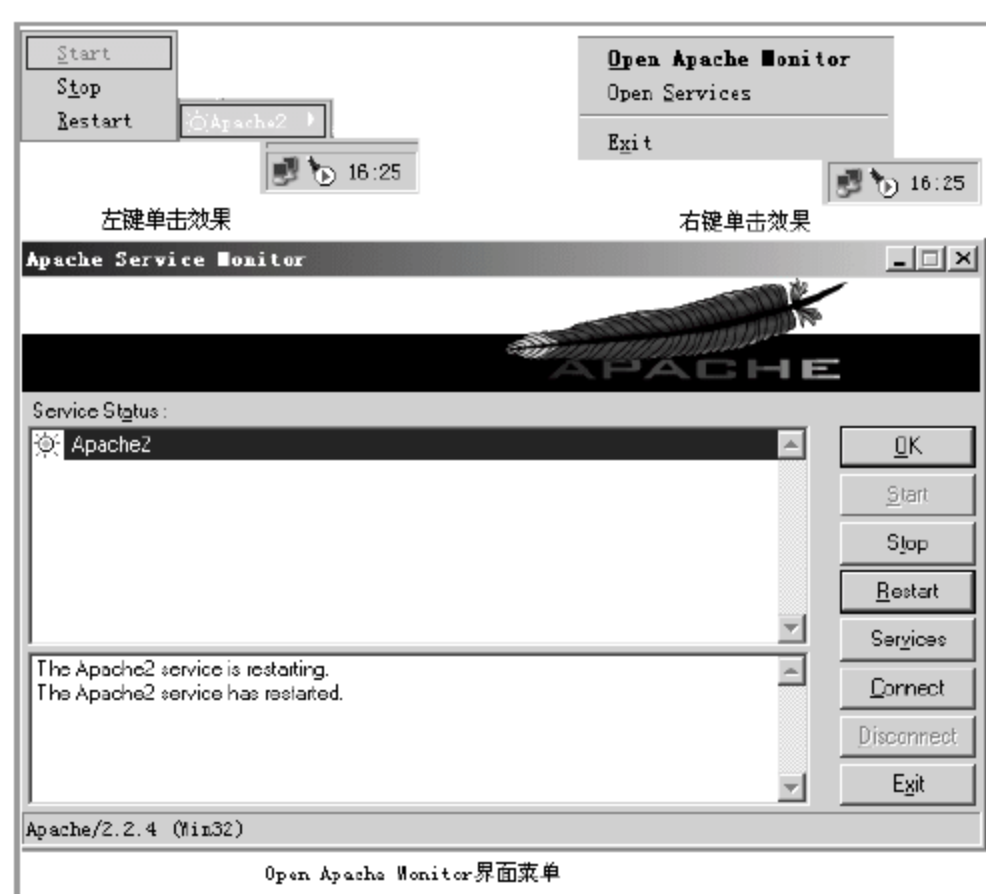 Start
Stop
Restart
Apache2
16:25
左键单击效果
Open Apache Monitor
Open Services
Exit
16:25
右键单击效果
Apache Service Monitor
APACHE
Service Status:
Apache2
OK
Start
Stop
Restart
Services
Connect
Disconnect
Exit
The Apache2 service is restarting.
The Apache2 service has restarted.
Apache/2.2.4 (Win32)
Open Apache Monitor界面菜单